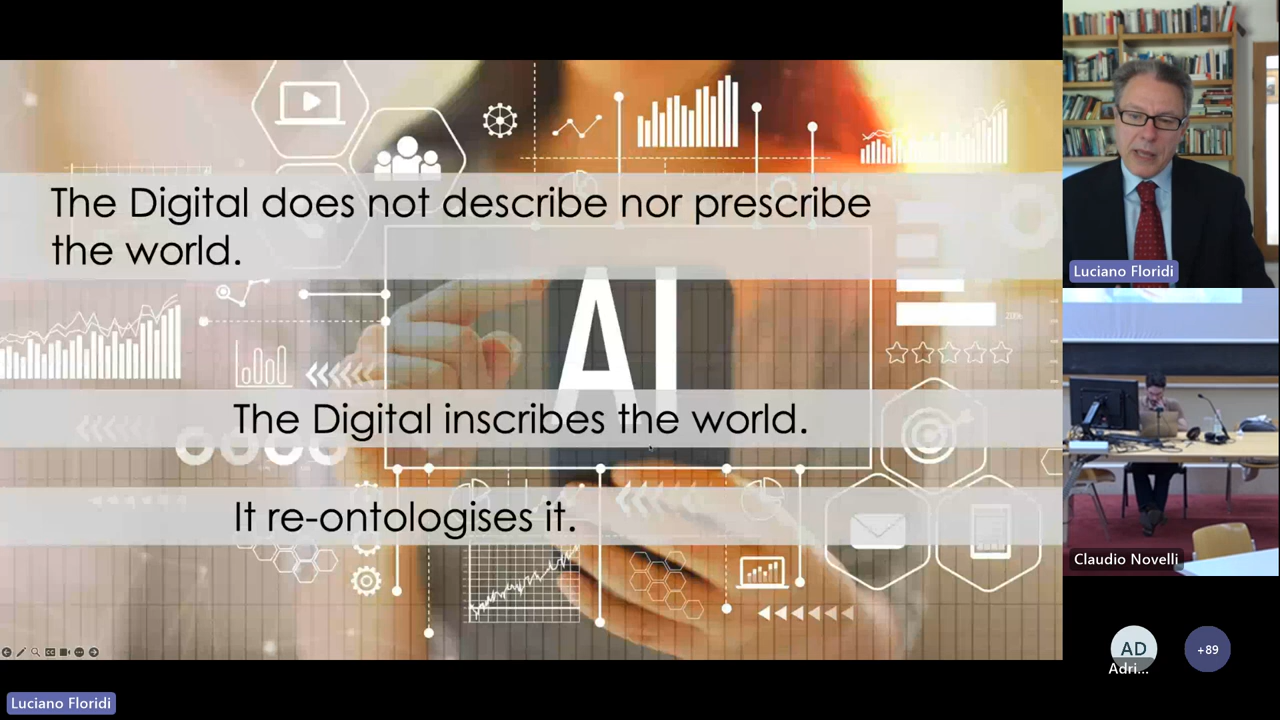 The Digital does not describe nor prescribe
the world.
AI
The Digital inscribes the world.
It re-ontologises it.
Luciano Floridi
Claudio Novelli
AD
Adri...
+89
Luciano Floridi